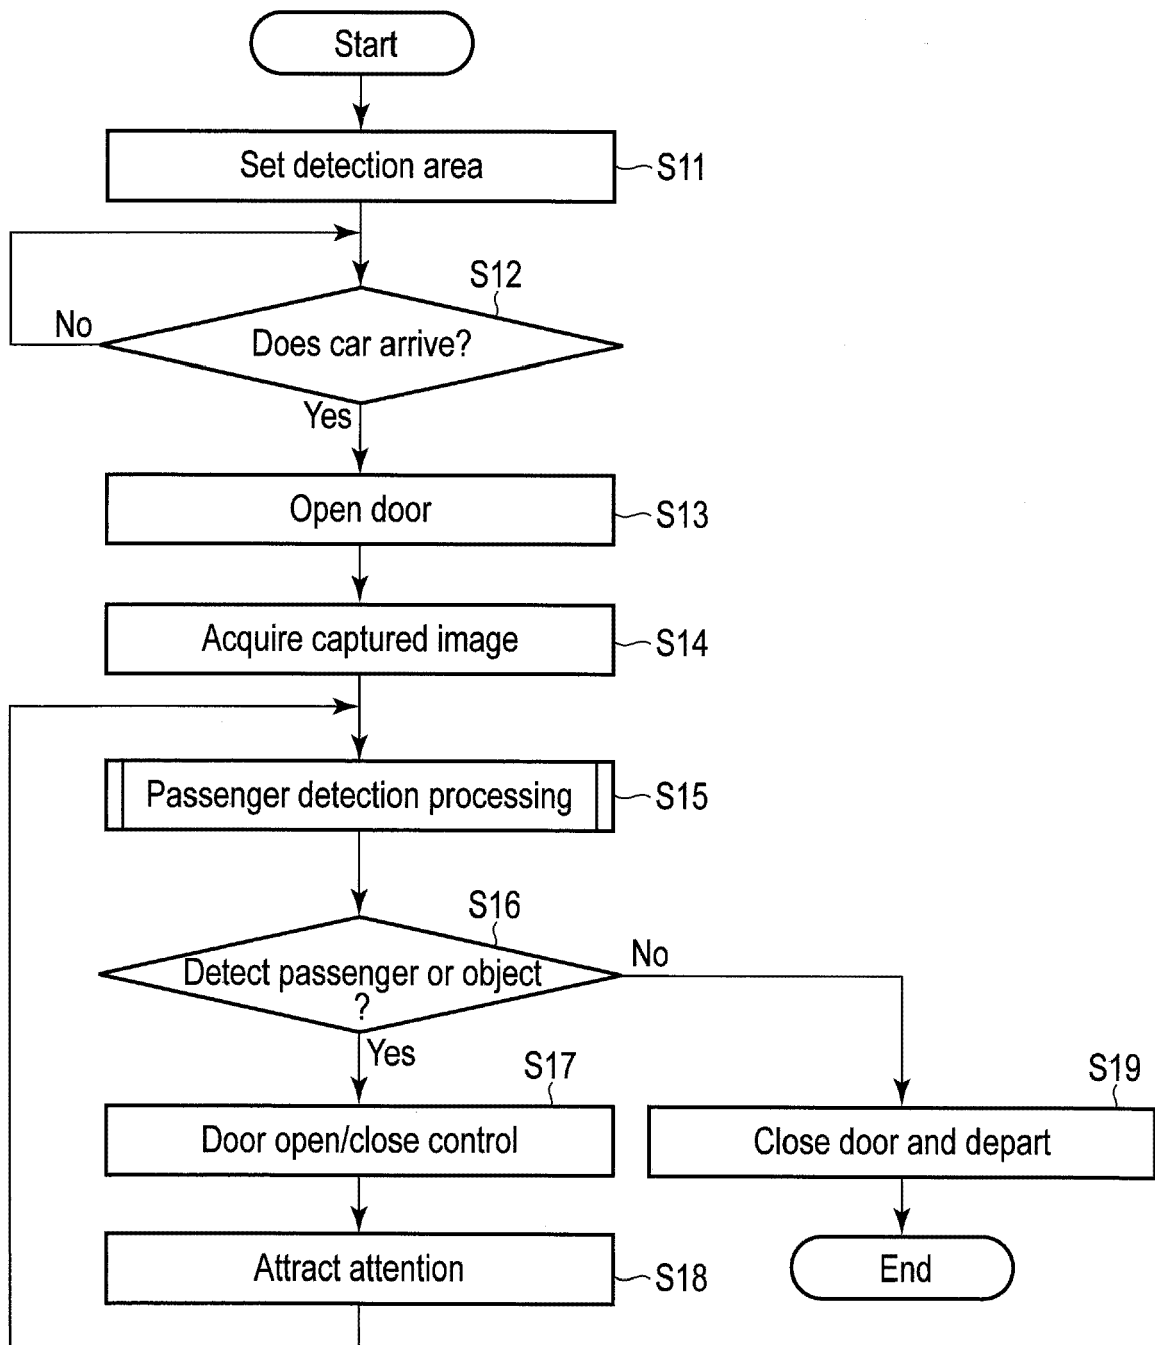 Start
Set detection area
S11
S12
No
Does car arrive?
Yes
Open door
S13
Acquire captured image
S14
Passenger detection processing
S15
S16
Detect passenger or object
?
No
Yes
S17
Door open/close control
S19
Close door and depart
Attract attention
S18
End